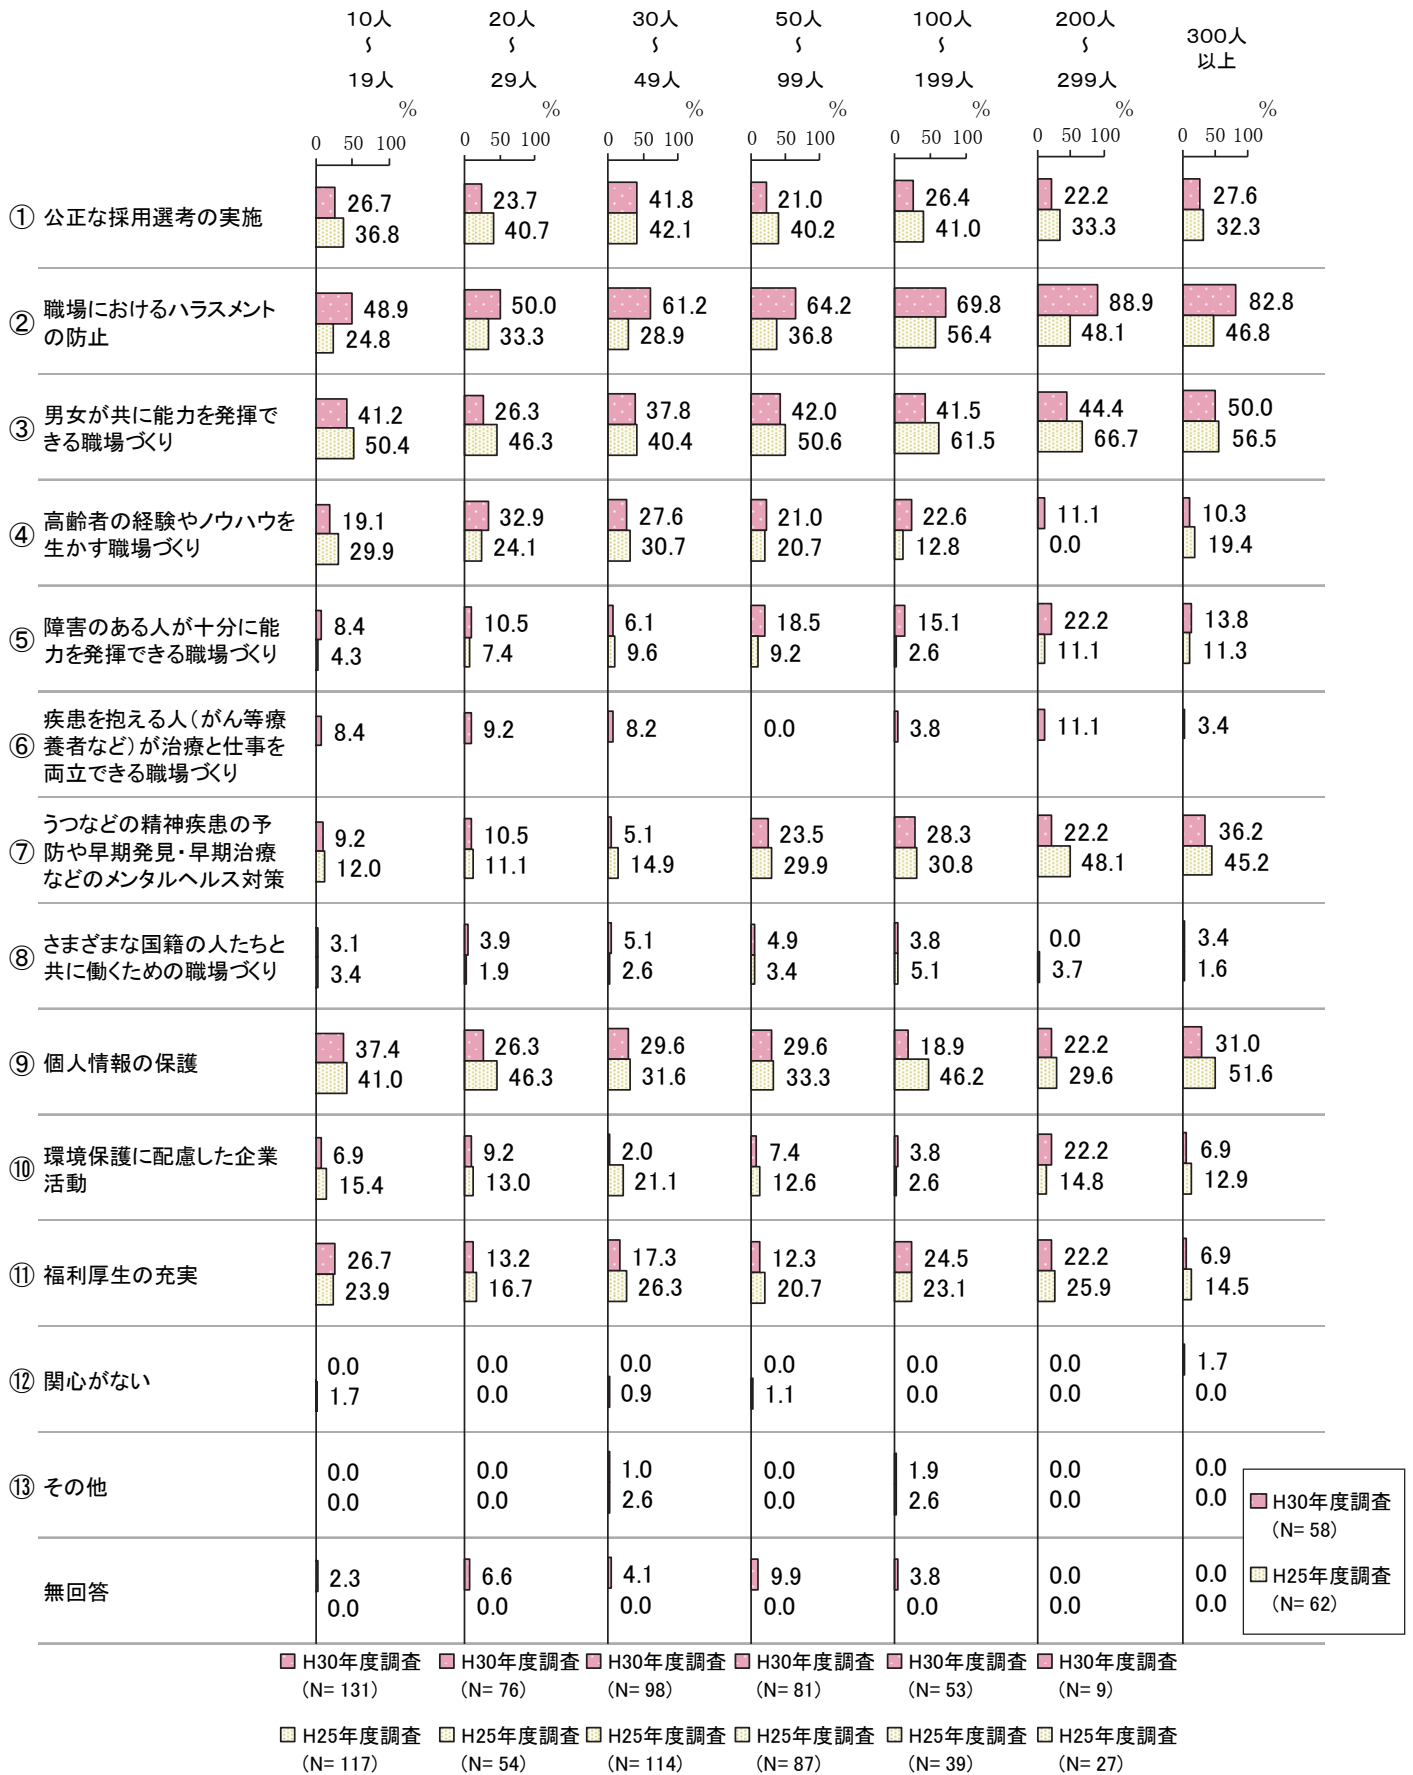 10人 20人 30人 50人 100人 200人 300人
～ ～ ～ ～ ～ ～ 以上
19人 29人 49人 99人 199人 299人
% % % % % % %
0 50 100 0 50 100 0 50 100 0 50 100 0 50 100 0 50 100 0 50 100
① 公正な採用選考の実施
26.7 23.7 41.8 21.0 26.4 22.2 27.6
36.8 40.7 42.1 40.2 41.0 33.3 32.3
② 職場におけるハラスメント
の防止
48.9 50.0 61.2 64.2 69.8 88.9 82.8
24.8 33.3 28.9 36.8 56.4 48.1 46.8
③ 男女が共に能力を発揮で
きる職場づくり
41.2 26.3 37.8 42.0 41.5 44.4 50.0
50.4 46.3 40.4 50.6 61.5 66.7 56.5
④ 高齢者の経験やノウハウを
生かす職場づくり
19.1 32.9 27.6 21.0 22.6 11.1 10.3
29.9 24.1 30.7 20.7 12.8 0.0 19.4
⑤ 障害のある人が十分に能
力を発揮できる職場づくり
8.4 10.5 6.1 18.5 15.1 22.2 13.8
4.3 7.4 9.6 9.2 2.6 11.1 11.3
⑥ 疾患を抱える人（がん等療
養者など）が治療と仕事を
両立できる職場づくり
8.4 9.2 8.2 0.0 3.8 11.1 3.4
⑦ うつなどの精神疾患の予
防や早期発見・早期治療
などのメンタルヘルス対策
9.2 10.5 5.1 23.5 28.3 22.2 36.2
12.0 11.1 14.9 29.9 30.8 48.1 45.2
⑧ さまざまな国籍の人たちと
共に働くための職場づくり
3.1 3.9 5.1 4.9 3.8 0.0 3.4
3.4 1.9 2.6 3.4 5.1 3.7 1.6
⑨ 個人情報の保護
37.4 26.3 29.6 29.6 18.9 22.2 31.0
41.0 46.3 31.6 33.3 46.2 29.6 51.6
⑩ 環境保護に配慮した企業
活動
6.9 9.2 2.0 7.4 3.8 22.2 6.9
15.4 13.0 21.1 12.6 2.6 14.8 12.9
⑪ 福利厚生の充実
26.7 13.2 17.3 12.3 24.5 22.2 6.9
23.9 16.7 26.3 20.7 23.1 25.9 14.5
⑫ 関心がない
0.0 0.0 0.0 0.0 0.0 0.0 1.7
1.7 0.0 0.9 1.1 0.0 0.0 0.0
⑬ その他
0.0 0.0 1.0 0.0 1.9 0.0 0.0
0.0 0.0 2.6 0.0 2.6 0.0 0.0
無回答
2.3 6.6 4.1 9.9 3.8 0.0 0.0
0.0 0.0 0.0 0.0 0.0 0.0 0.0
H30年度調査
（N= 58）
H25年度調査
（N= 62）
H30年度調査 H30年度調査 H30年度調査 H30年度調査 H30年度調査 H30年度調査
（N= 131） （N= 76） （N= 98） （N= 81） （N= 53） （N= 9）
H25年度調査 H25年度調査 H25年度調査 H25年度調査 H25年度調査 H25年度調査
（N= 117） （N= 54） （N= 114） （N= 87） （N= 39） （N= 27）